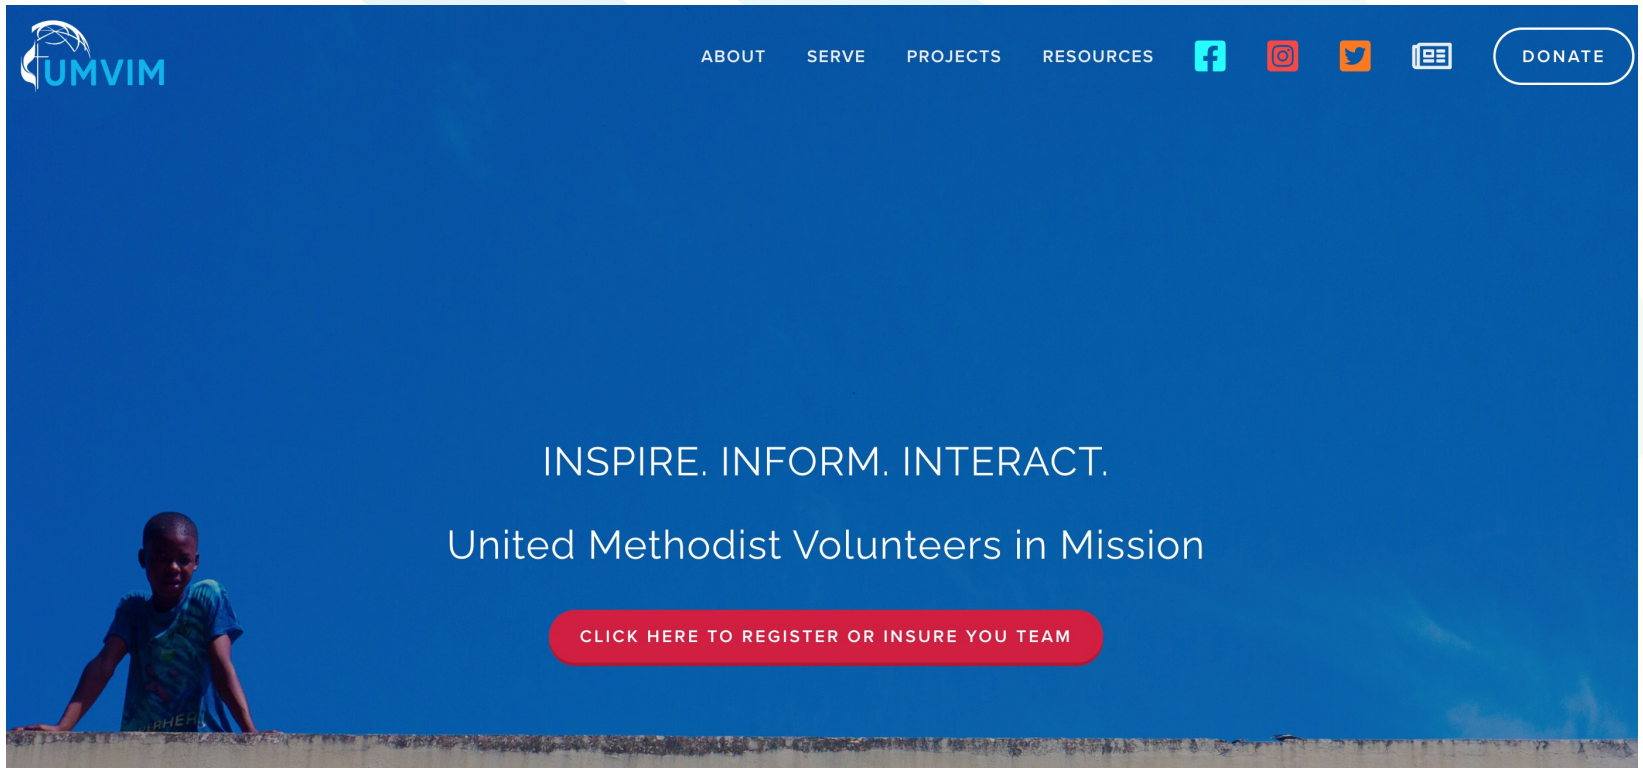 UMVIM
ABOUT SERVE PROJECTS RESOURCES DONATE
INSPIRE. INFORM. INTERACT.
United Methodist Volunteers in Mission
CLICK HERE TO REGISTER OR INSURE YOU TEAM